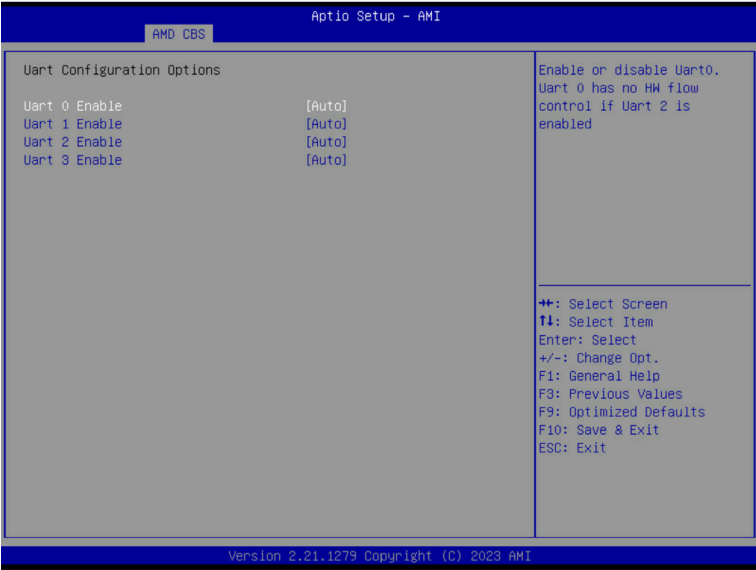 Aptio Setup - AMI
AMD CBS
Uart Configuration Options
Uart 0 Enable [Auto]
Uart 1 Enable [Auto]
Uart 2 Enable [Auto]
Uart 3 Enable [Auto]
Enable or disable Uart0.
Uart 0 has no HW flow
control if Uart 2 is
enabled
→←: Select Screen
↑↓: Select Item
Enter: Select
+/-: Change Opt.
F1: General Help
F3: Previous Values
F9: Optimized Defaults
F10: Save & Exit
ESC: Exit
Version 2.21.1279 Copyright (C) 2023 AMI